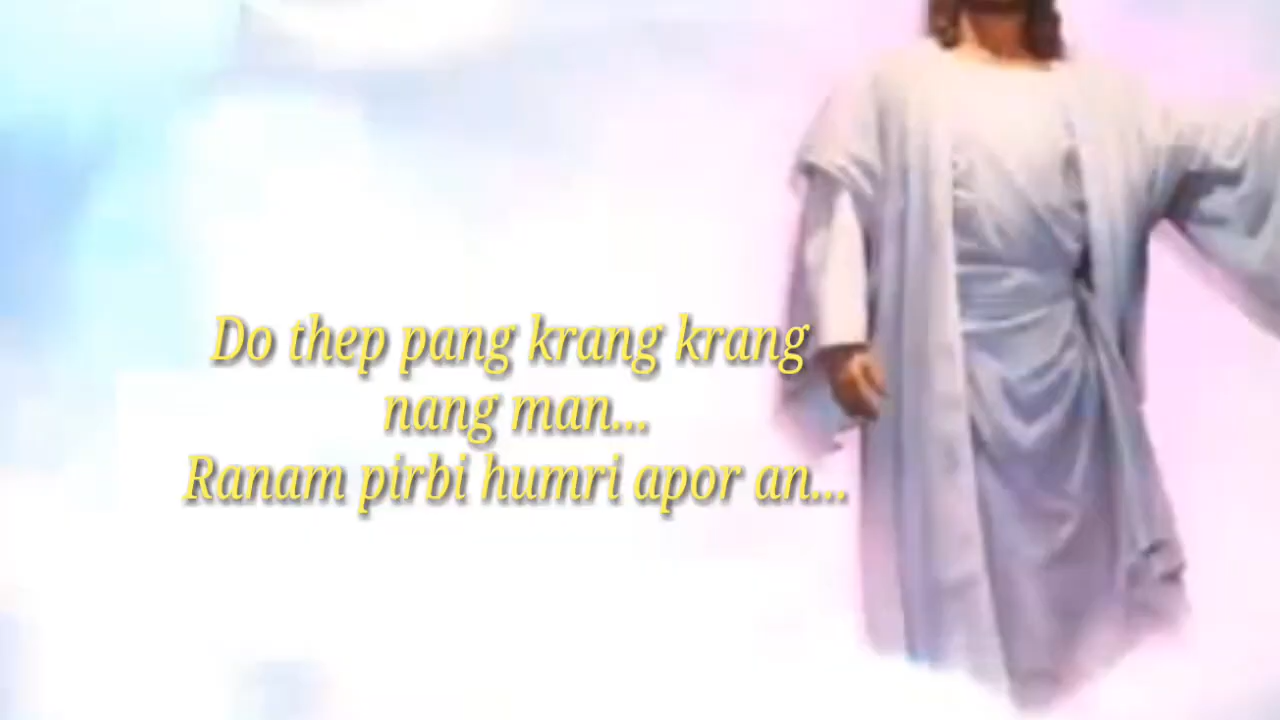 Do thep pang krang krang
nang man...
Ranam pirbi humri apor an...